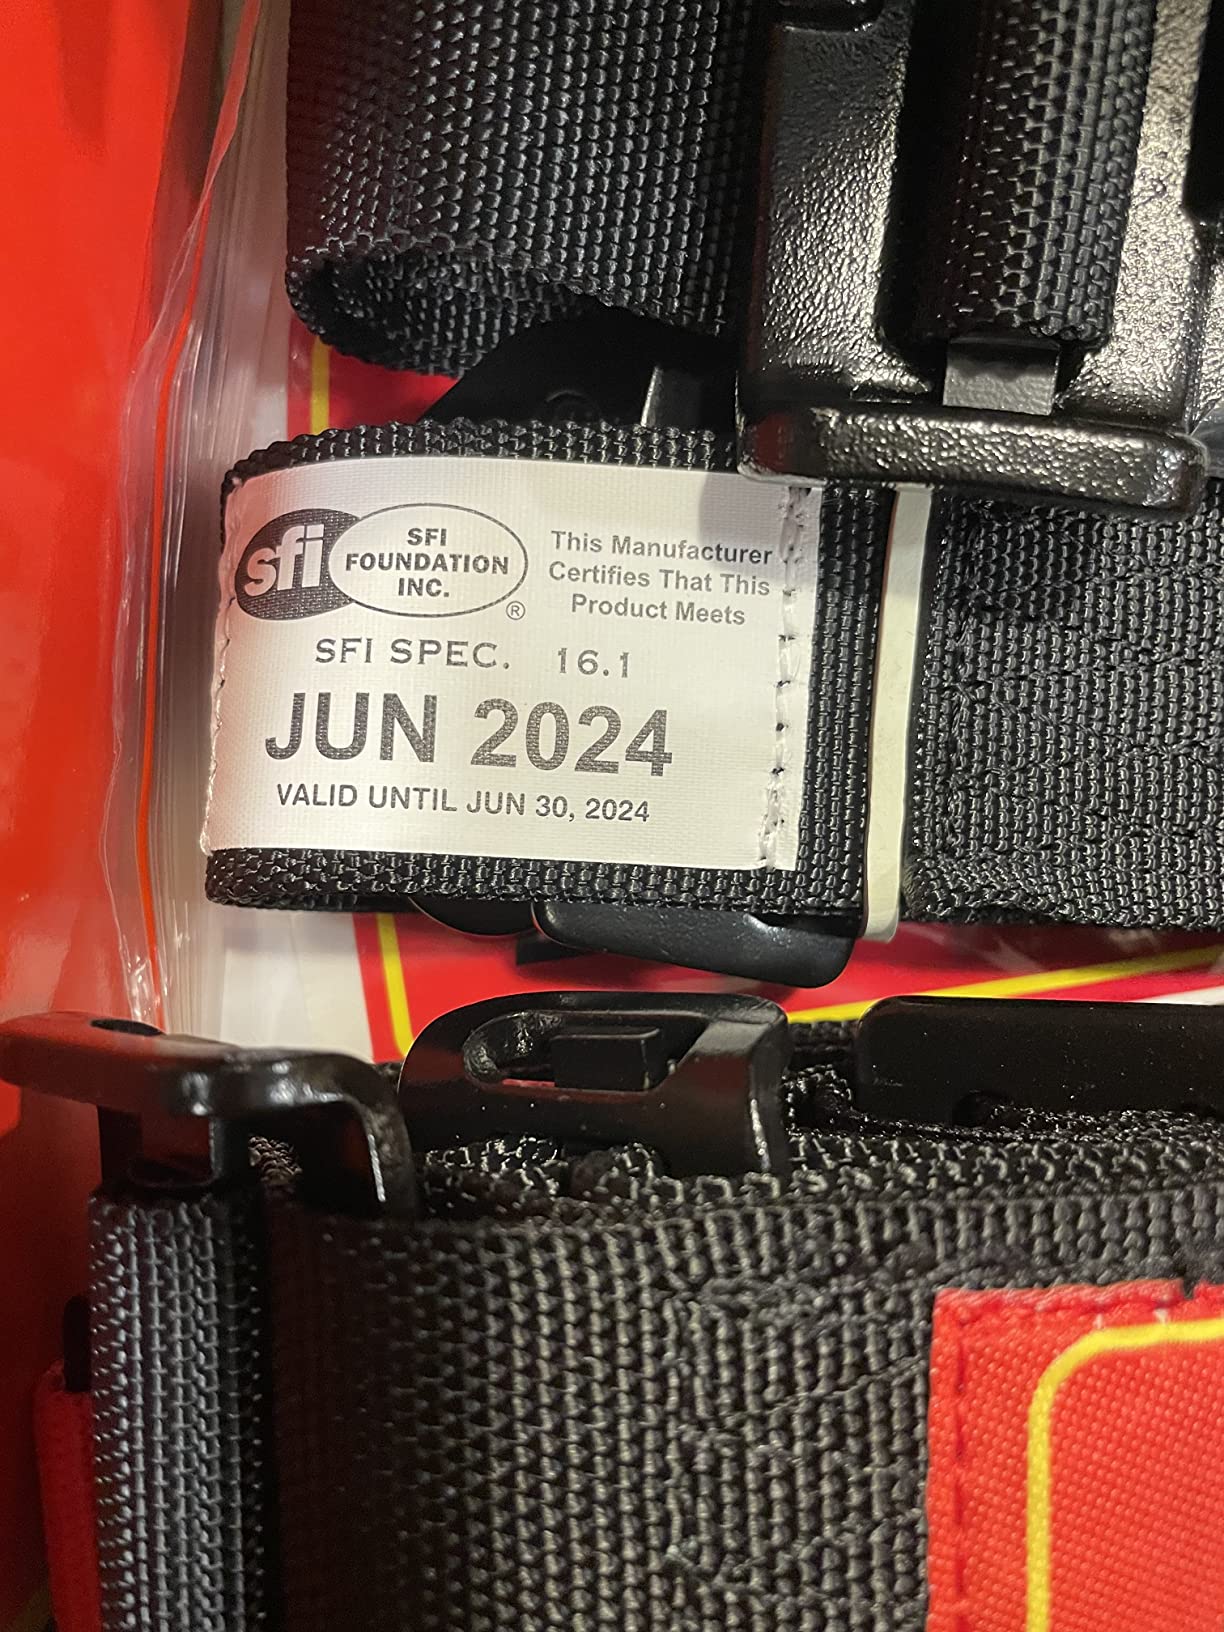 sfi
SFI
FOUNDATION
INC.
®
This Manufacturer
Certifies That This
Product Meets
SFI SPEC. 16.1
JUN 2024
VALID UNTIL JUN 30, 2024